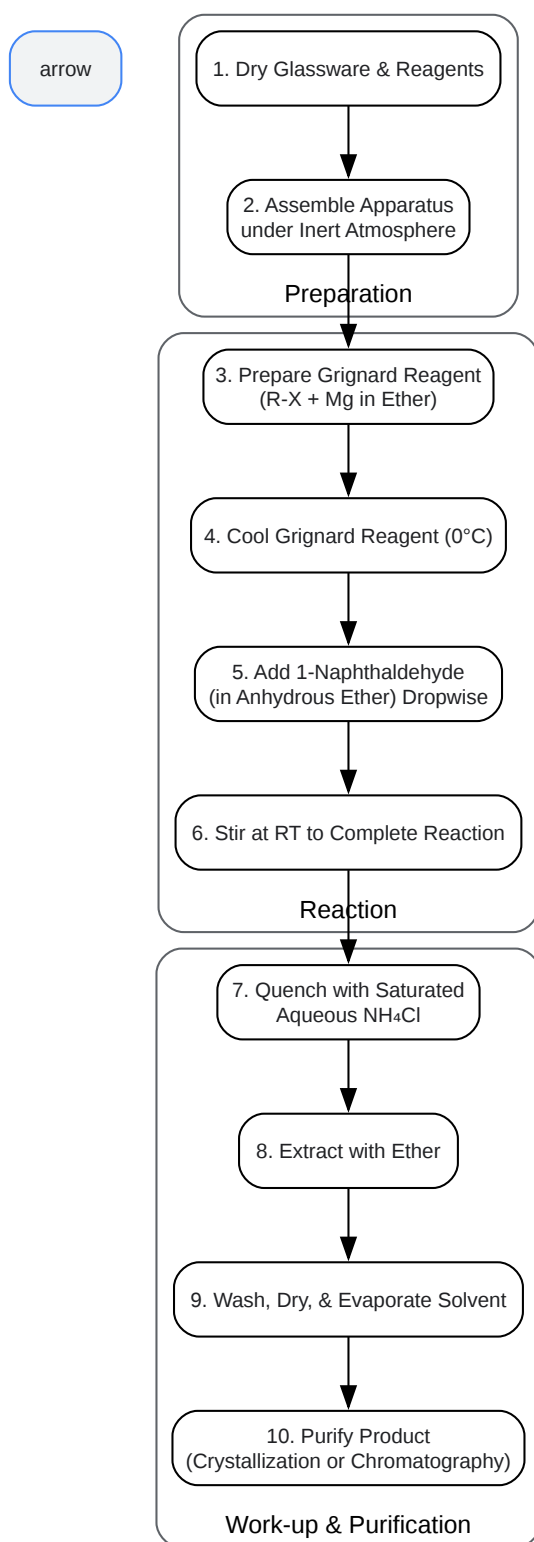 arrow
1. Dry Glassware & Reagents
2. Assemble Apparatus
under Inert Atmosphere
Preparation
3. Prepare Grignard Reagent
(R-X + Mg in Ether)
4. Cool Grignard Reagent (0°C)
5. Add 1-Naphthaldehyde
(in Anhydrous Ether) Dropwise
6. Stir at RT to Complete Reaction
Reaction
7. Quench with Saturated
Aqueous NH₄Cl
8. Extract with Ether
9. Wash, Dry, & Evaporate Solvent
10. Purify Product
(Crystallization or Chromatography)
Work-up & Purification